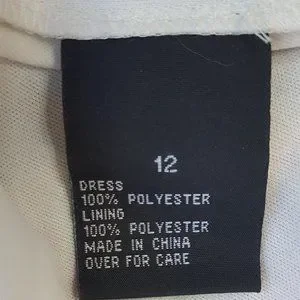 12
DRESS
100% POLYESTER
LINING
100% POLYESTER
MADE IN CHINA
OVER FOR CARE